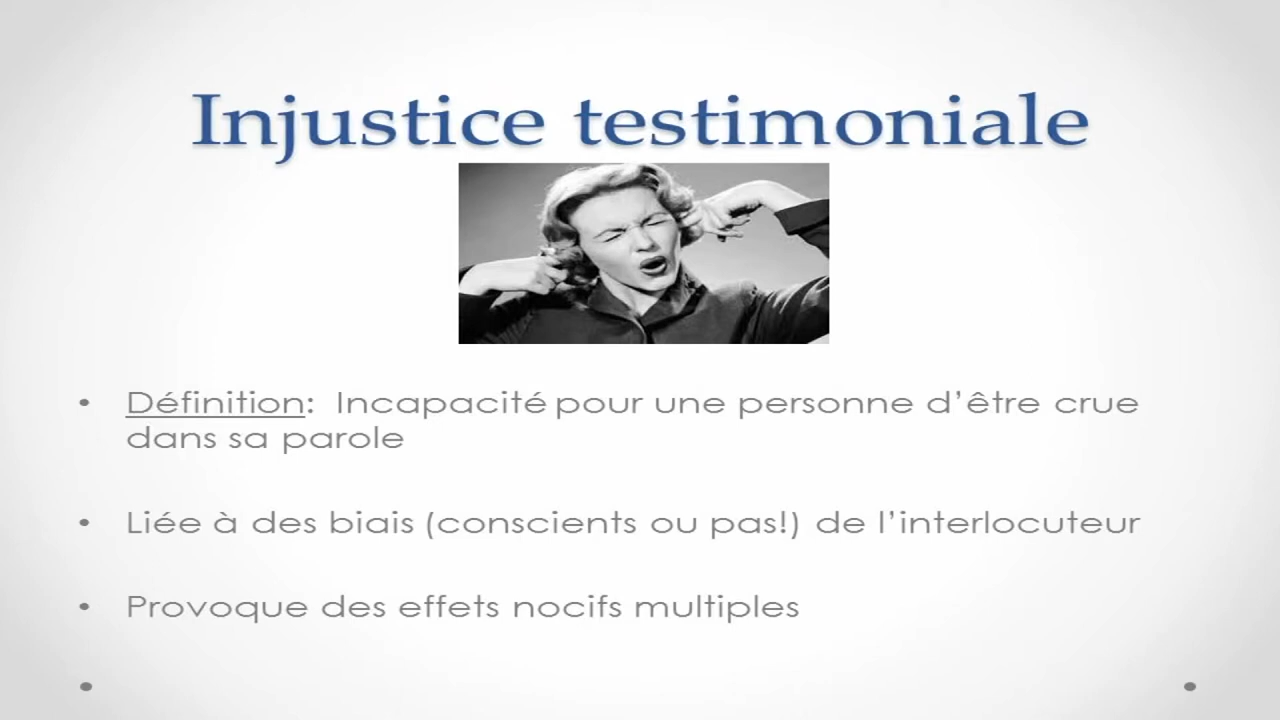 Injustice testimoniale
• Définition: Incapacité pour une personne d’être crue
dans sa parole
• Liée à des biais (conscients ou pas!) de l’interlocuteur
• Provoque des effets nocifs multiples